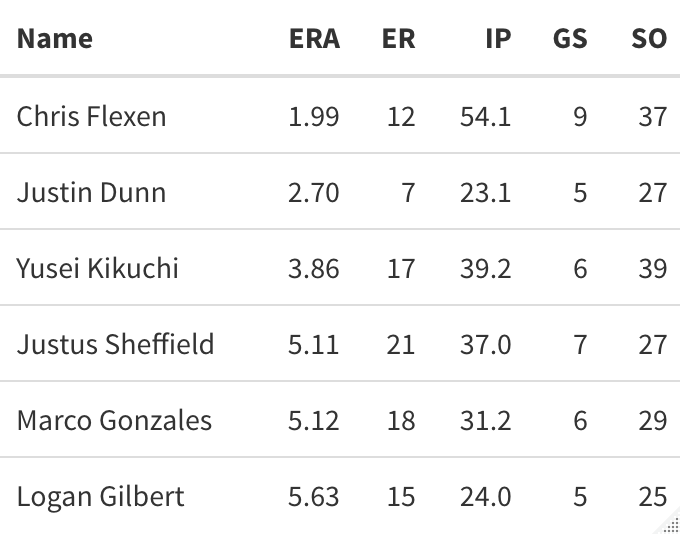 Name ERA ER IP GS SO
Chris Flexen 1.99 12 54.1 9 37
Justin Dunn 2.70 7 23.1 5 27
Yusei Kikuchi 3.86 17 39.2 6 39
Justus Sheffield 5.11 21 37.0 7 27
Marco Gonzales 5.12 18 31.2 6 29
Logan Gilbert 5.63 15 24.0 5 25